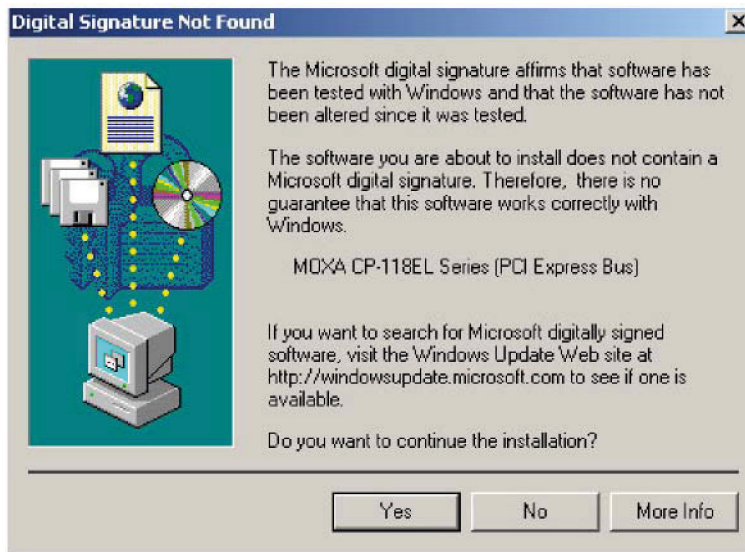 Digital Signature Not Found
The Microsoft digital signature affirms that software has
been tested with Windows and that the software has not
been altered since it was tested.
The software you are about to install does not contain a
Microsoft digital signature. Therefore, there is no
guarantee that this software works correctly with
Windows.
MOXA CP-118EL Series (PCI Express Bus)
If you want to search for Microsoft digitally signed
software, visit the Windows Update Web site at
http://windowsupdate.microsoft.com to see if one is
available.
Do you want to continue the installation?
Yes
No
More Info